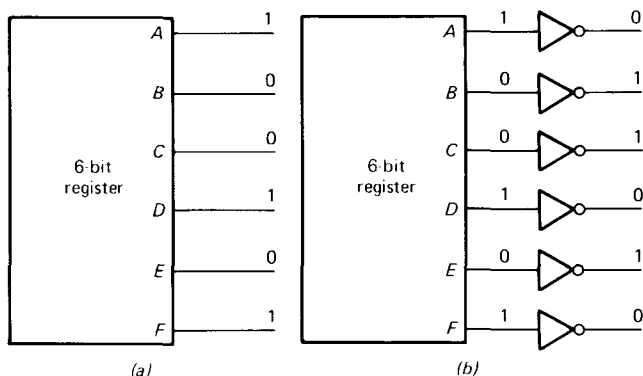 A 1
B 0
C 0
6-bit
register
D 1
E 0
F 1
(a)
A 1 0
B 0 1
C 0 1
6-bit
register
D 1 0
E 0 1
F 1 0
(b)